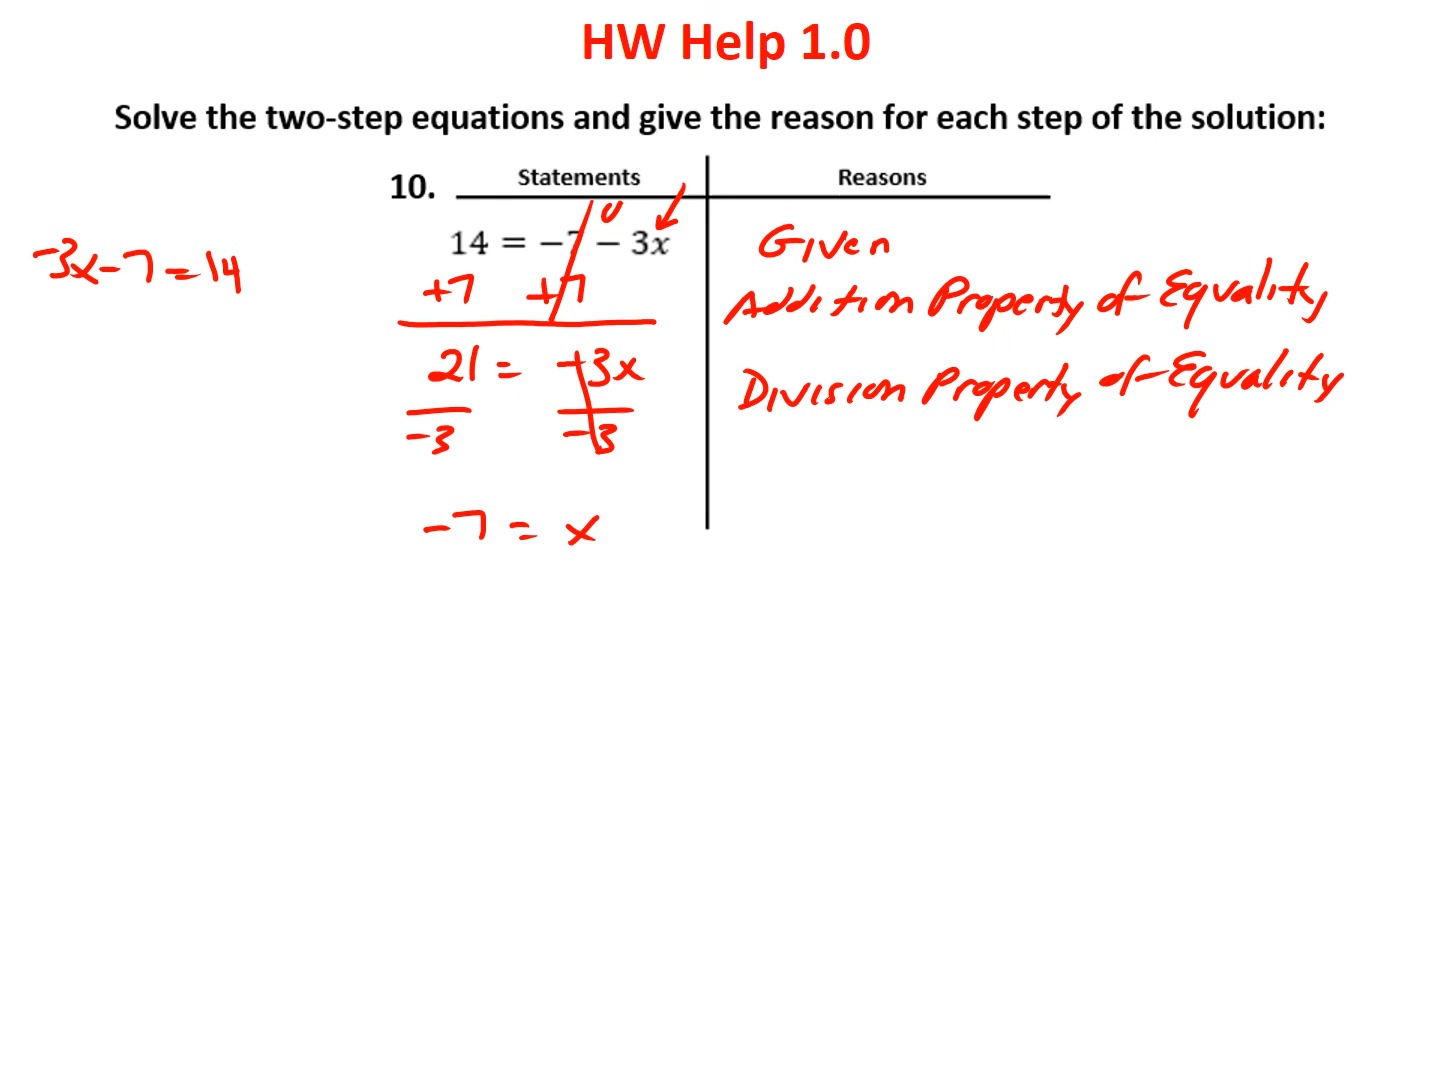 HW Help 1.0
Solve the two-step equations and give the reason for each step of the solution:
10. Statements Reasons
14 = −7 − 3x Given
0
-3x-7=14
+7 +7 Addition Property of Equality
21 = -3x Division Property of Equality
-3 -3
-7 = x